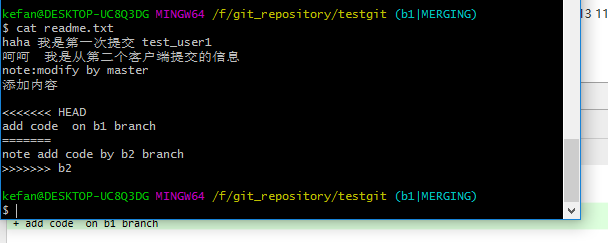 kefan@DESKTOP-UC8Q3DG MINGW64 /f/git_repository/testgit (b1|MERGING)
$ cat readme.txt
haha 我是第一次提交 test_user1
呵呵  我是从第二个客户端提交的信息
note:modify by master
添加内容
<<<<<<< HEAD
add code  on b1 branch
=======
note add code by b2 branch
>>>>>>> b2
kefan@DESKTOP-UC8Q3DG MINGW64 /f/git_repository/testgit (b1|MERGING)
$
13 11
+ add code  on b1 branch